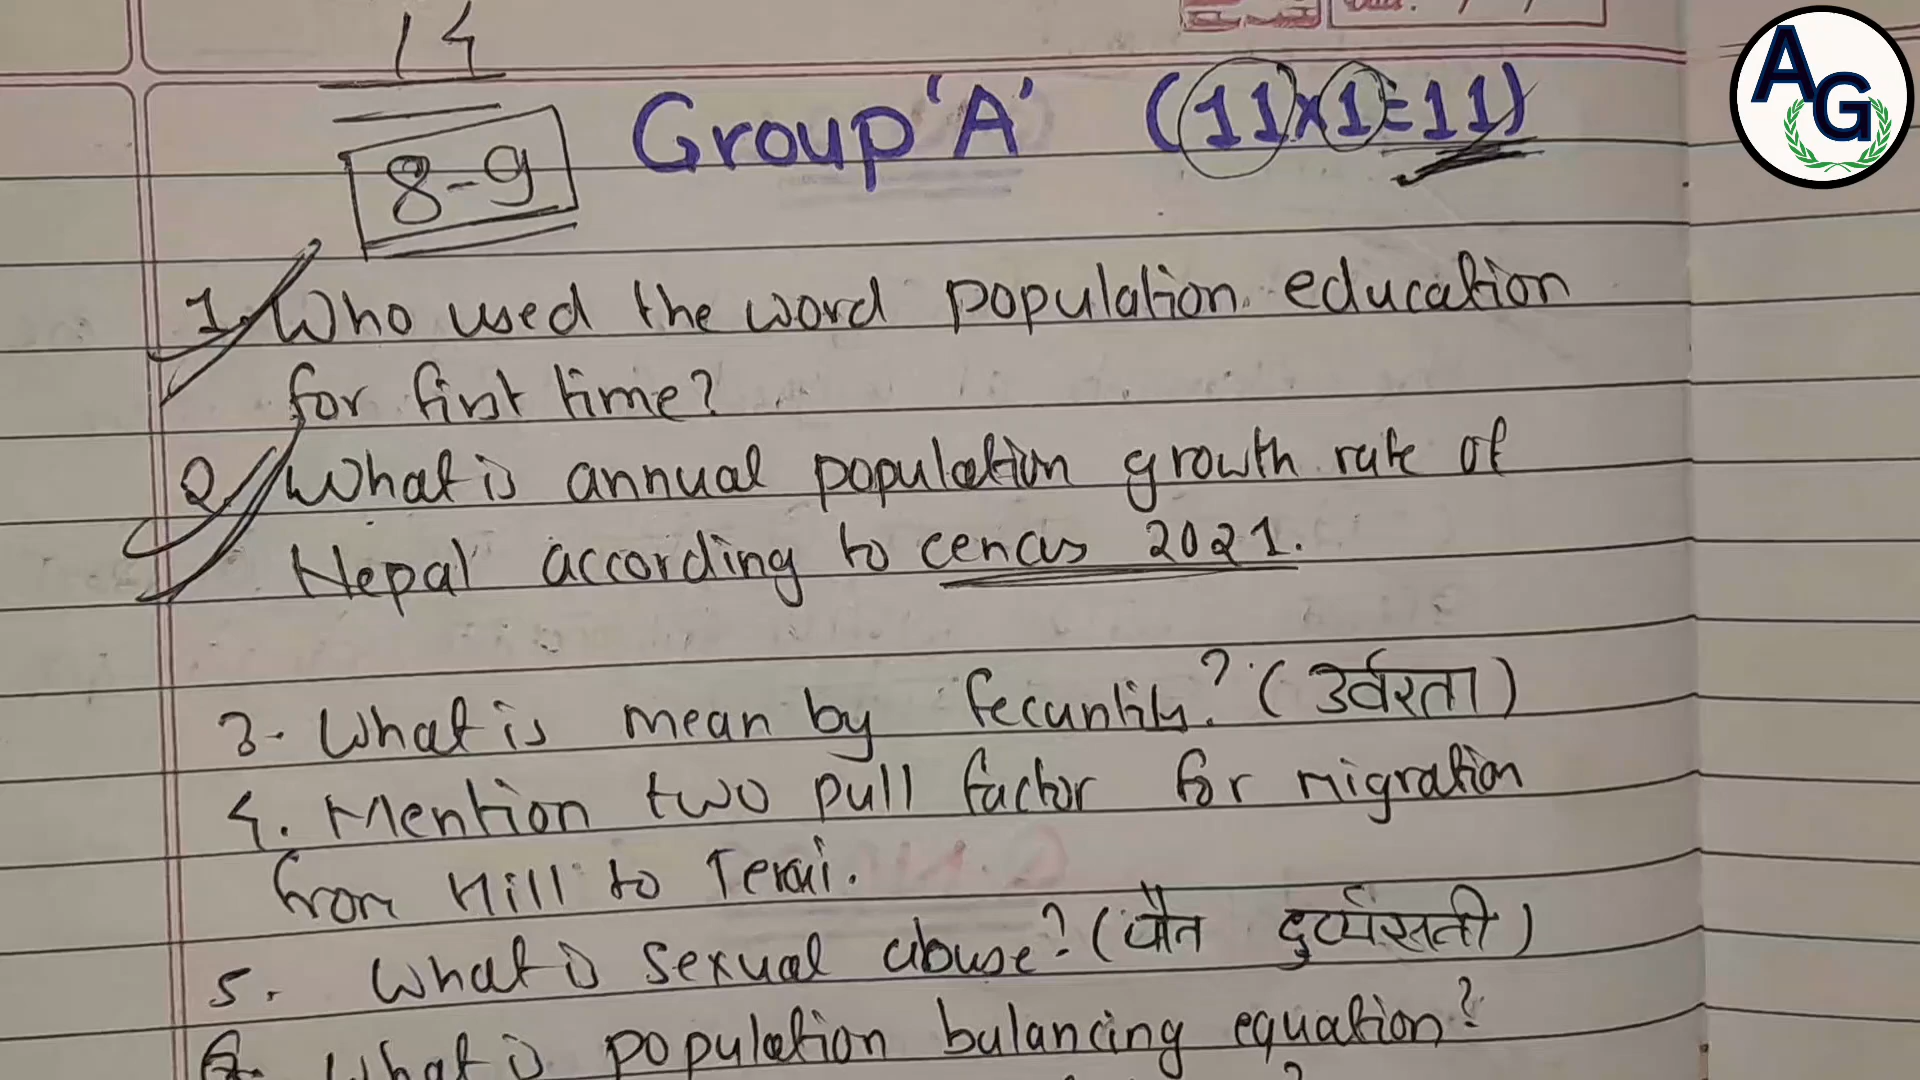 14
8-9
Group 'A' (11×1=11)
1. Who used the word population education
for first time?
2. What is annual population growth rate of
Nepal according to cencus 2021.
3. What is mean by fecuntity? (उर्वरता)
4. Mention two pull factor for migration
from Hill to Terai.
5. What is sexual abuse? (यौन
What is population balancing equation?
AG